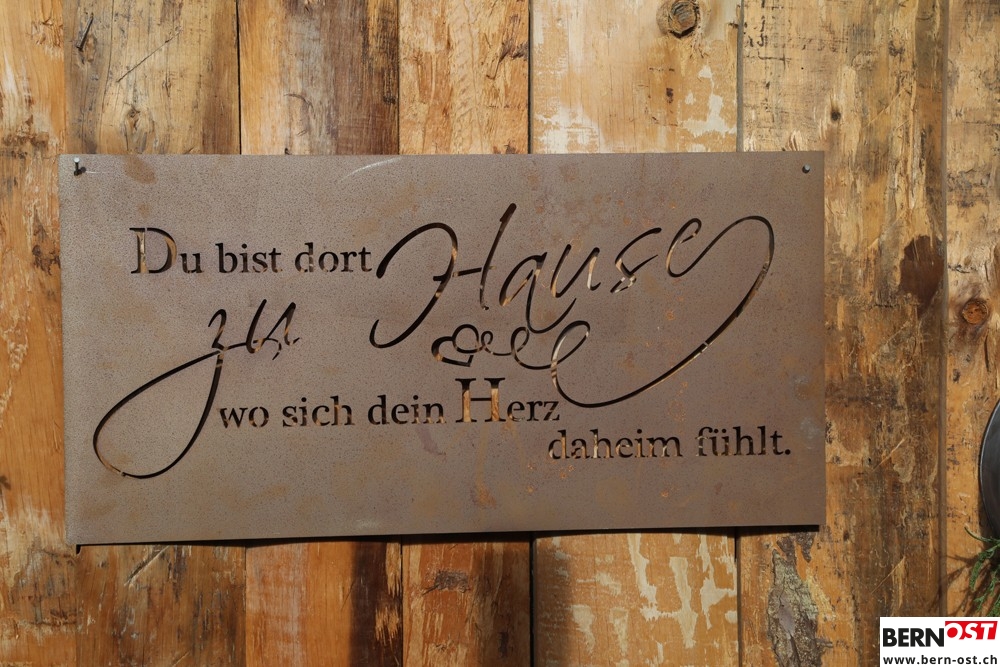 Du bist dort
zu Hause
wo sich dein Herz
daheim fühlt.
BERNOST
www.bern-ost.ch